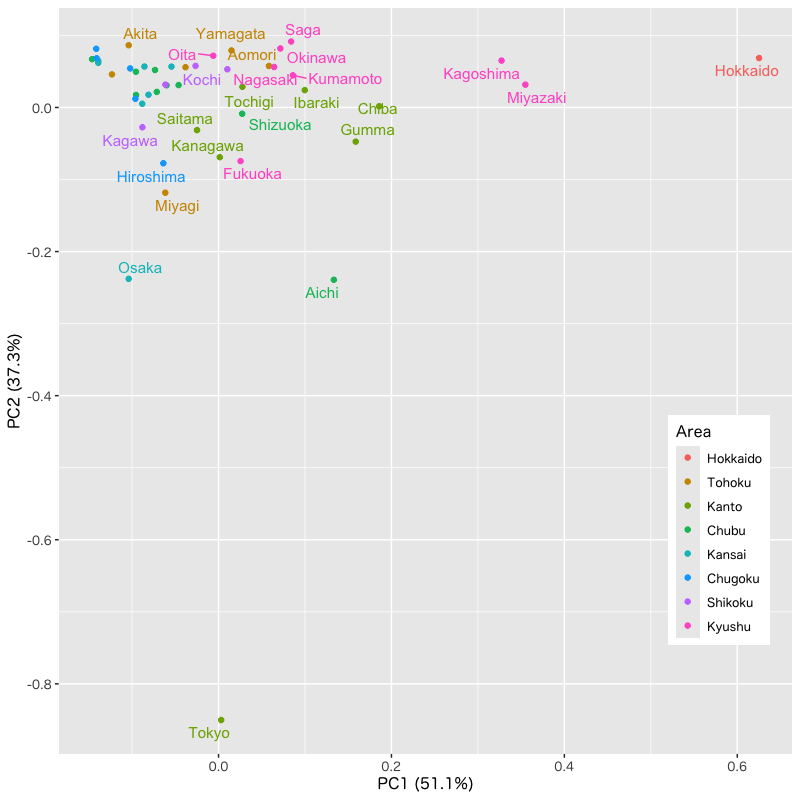 Akita
Yamagata
Saga
Oita
Aomori
Okinawa
Kochi
Nagasaki
Kumamoto
Kagoshima
Hokkaido
Miyazaki
Tochigi
Ibaraki
Chiba
Saitama
Shizuoka
Gumma
Kagawa
Kanagawa
Hiroshima
Fukuoka
Miyagi
Osaka
Aichi
Tokyo
0.0
-0.2
-0.4
-0.6
-0.8
PC2 (37.3%)
0.0
0.2
0.4
0.6
PC1 (51.1%)
Area
Hokkaido
Tohoku
Kanto
Chubu
Kansai
Chugoku
Shikoku
Kyushu